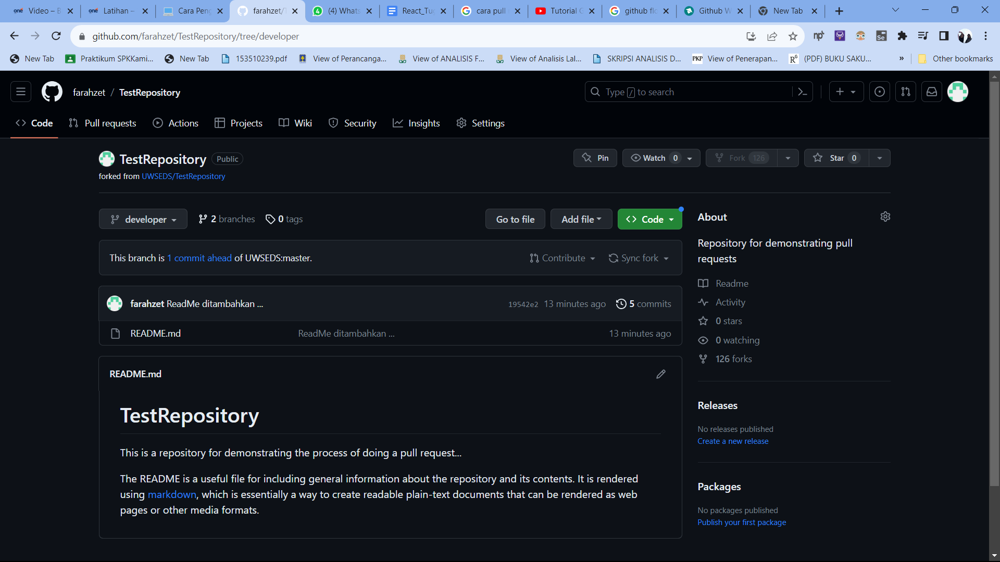 Video – B
Latihan –
Cara Peng
farahzet/T
(4) Whats
React_Tug
cara pull
Tutorial G
github flo
Github W
New Tab
github.com/farahzet/TestRepository/tree/developer
New Tab
Praktikum SPKKami...
New Tab
153510239.pdf
View of Perancanga...
View of ANALISIS F...
View of Analisis Lal...
SKRIPSI ANALISIS D...
PKP View of Penerapan...
(PDF) BUKU SAKU...
»
Other bookmarks
farahzet / TestRepository
Type / to search
Code
Pull requests
Actions
Projects
Wiki
Security
Insights
Settings
TestRepository Public
Pin
Watch 0
Fork 126
Star 0
forked from UWSEDS/TestRepository
developer
2 branches
0 tags
Go to file
Add file
Code
About
Repository for demonstrating pull
requests
This branch is 1 commit ahead of UWSEDS:master.
Contribute
Sync fork
Readme
Activity
0 stars
0 watching
126 forks
farahzet ReadMe ditambahkan ...
19542e2 13 minutes ago
5 commits
README.md
ReadMe ditambahkan ...
13 minutes ago
README.md
TestRepository
This is a repository for demonstrating the process of doing a pull request...
The README is a useful file for including general information about the repository and its contents. It is rendered
using markdown, which is essentially a way to create readable plain-text documents that can be rendered as web
pages or other media formats.
Releases
No releases published
Create a new release
Packages
No packages published
Publish your first package